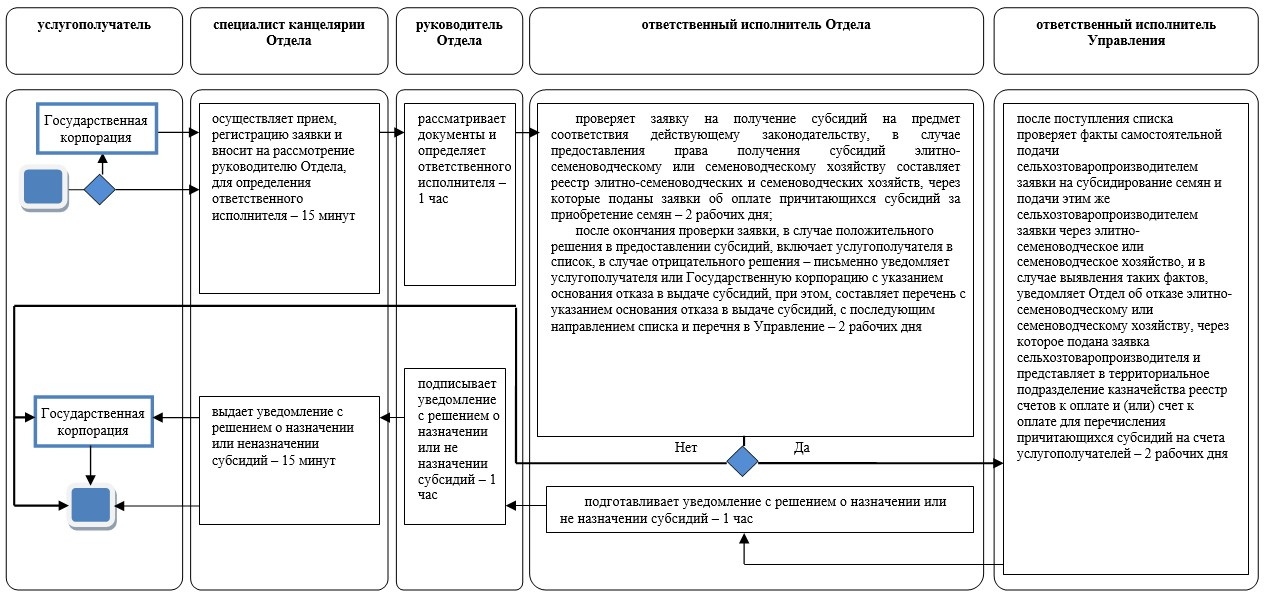 услугополучатель
специалист канцелярии
Отдела
руководитель
Отдела
ответственный исполнитель Отдела
ответственный исполнитель
Управления
Государственная
корпорация
осуществляет прием,
регистрацию заявки и
вносит на рассмотрение
руководителю Отдела,
для определения
ответственного
исполнителя – 15 минут
рассматривает
документы и
определяет
ответственного
исполнителя –
1 час
проверяет заявку на получение субсидий на предмет
соответствия действующему законодательству, в случае
предоставления права получения субсидий элитно-
семеноводческому или семеноводческому хозяйству составляет
реестр элитно-семеноводческих и семеноводческих хозяйств, через
которые поданы заявки об оплате причитающихся субсидий за
приобретение семян – 2 рабочих дня;
после окончания проверки заявки, в случае положительного
решения в предоставлении субсидий, включает услугополучателя в
список, в случае отрицательного решения – письменно уведомляет
услугополучателя или Государственную корпорацию с указанием
основания отказа в выдаче субсидий, при этом, составляет перечень с
указанием основания отказа в выдаче субсидий, с последующим
направлением списка и перечня в Управление – 2 рабочих дня
после поступления списка
проверяет факты самостоятельной
подачи
сельхозтоваропроизводителем
заявки на субсидирование семян и
подачи этим же
сельхозтоваропроизводителем
заявки через элитно-
семеноводческое или
семеноводческое хозяйство, и в
случае выявления таких фактов,
уведомляет Отдел об отказе элитно-
семеноводческому или
семеноводческому хозяйству, через
которое подана заявка
сельхозтоваропроизводителя и
представляет в территориальное
подразделение казначейства реестр
счетов к оплате и (или) счет к
оплате для перечисления
причитающихся субсидий на счета
услугополучателей – 2 рабочих дня
Государственная
корпорация
выдает уведомление с
решением о назначении
или неназначении
субсидий – 15 минут
подписывает
уведомление
с решением о
назначении
или не
назначении
субсидий – 1
час
Нет
Да
подготавливает уведомление с решением о назначении или
не назначении субсидий – 1 час